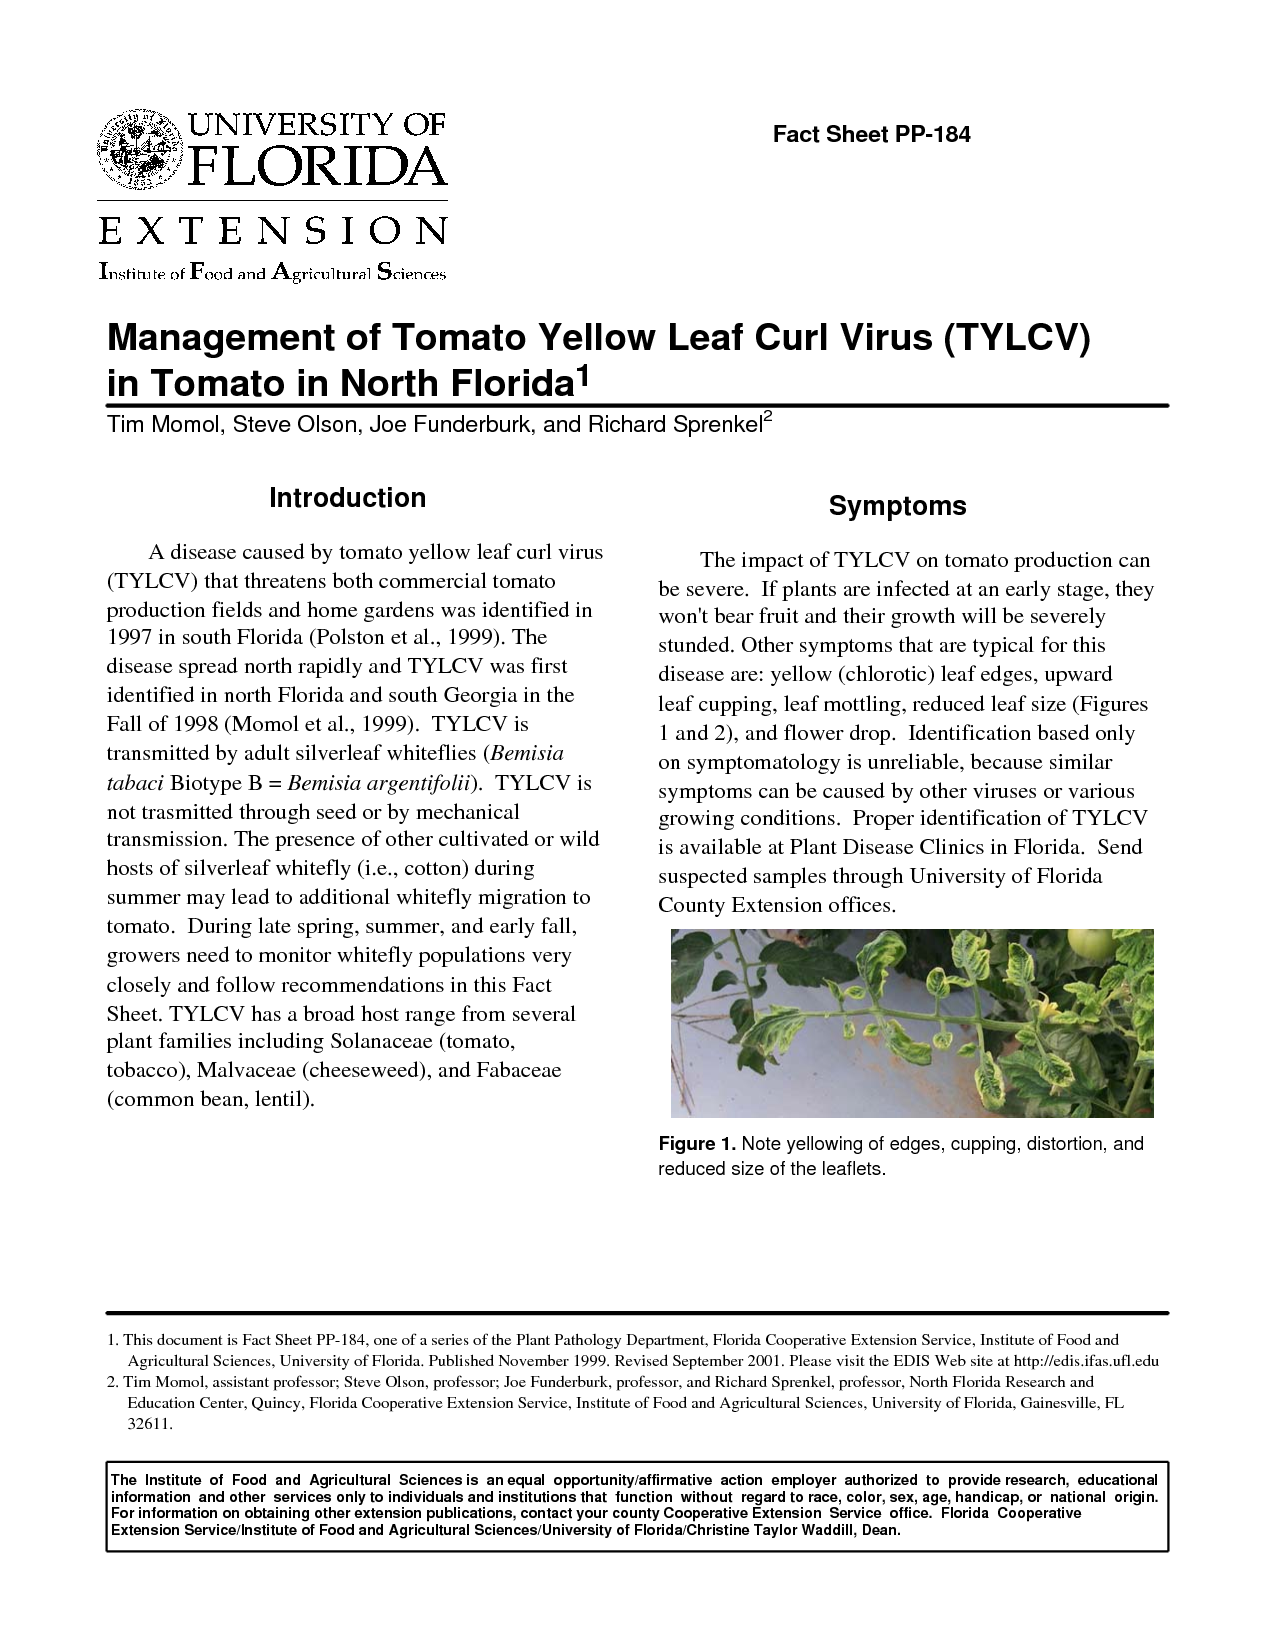 UNIVERSITY OF
FLORIDA
EXTENSION
Institute of Food and Agricultural Sciences
Fact Sheet PP-184
Management of Tomato Yellow Leaf Curl Virus (TYLCV)
in Tomato in North Florida1
Tim Momol, Steve Olson, Joe Funderburk, and Richard Sprenkel2
Introduction
A disease caused by tomato yellow leaf curl virus
(TYLCV) that threatens both commercial tomato
production fields and home gardens was identified in
1997 in south Florida (Polston et al., 1999). The
disease spread north rapidly and TYLCV was first
identified in north Florida and south Georgia in the
Fall of 1998 (Momol et al., 1999). TYLCV is
transmitted by adult silverleaf whiteflies (Bemisia
tabaci Biotype B = Bemisia argentifolii). TYLCV is
not trasmitted through seed or by mechanical
transmission. The presence of other cultivated or wild
hosts of silverleaf whitefly (i.e., cotton) during
summer may lead to additional whitefly migration to
tomato. During late spring, summer, and early fall,
growers need to monitor whitefly populations very
closely and follow recommendations in this Fact
Sheet. TYLCV has a broad host range from several
plant families including Solanaceae (tomato,
tobacco), Malvaceae (cheeseweed), and Fabaceae
(common bean, lentil).
Symptoms
The impact of TYLCV on tomato production can
be severe. If plants are infected at an early stage, they
won't bear fruit and their growth will be severely
stunded. Other symptoms that are typical for this
disease are: yellow (chlorotic) leaf edges, upward
leaf cupping, leaf mottling, reduced leaf size (Figures
1 and 2), and flower drop. Identification based only
on symptomatology is unreliable, because similar
symptoms can be caused by other viruses or various
growing conditions. Proper identification of TYLCV
is available at Plant Disease Clinics in Florida. Send
suspected samples through University of Florida
County Extension offices.
Figure 1. Note yellowing of edges, cupping, distortion, and
reduced size of the leaflets.
1. This document is Fact Sheet PP-184, one of a series of the Plant Pathology Department, Florida Cooperative Extension Service, Institute of Food and
Agricultural Sciences, University of Florida. Published November 1999. Revised September 2001. Please visit the EDIS Web site at http://edis.ifas.ufl.edu
2. Tim Momol, assistant professor; Steve Olson, professor; Joe Funderburk, professor, and Richard Sprenkel, professor, North Florida Research and
Education Center, Quincy, Florida Cooperative Extension Service, Institute of Food and Agricultural Sciences, University of Florida, Gainesville, FL
32611.
The Institute of Food and Agricultural Sciences is an equal opportunity/affirmative action employer authorized to provide research, educational
information and other services only to individuals and institutions that function without regard to race, color, sex, age, handicap, or national origin.
For information on obtaining other extension publications, contact your county Cooperative Extension Service office. Florida Cooperative
Extension Service/Institute of Food and Agricultural Sciences/University of Florida/Christine Taylor Waddill, Dean.